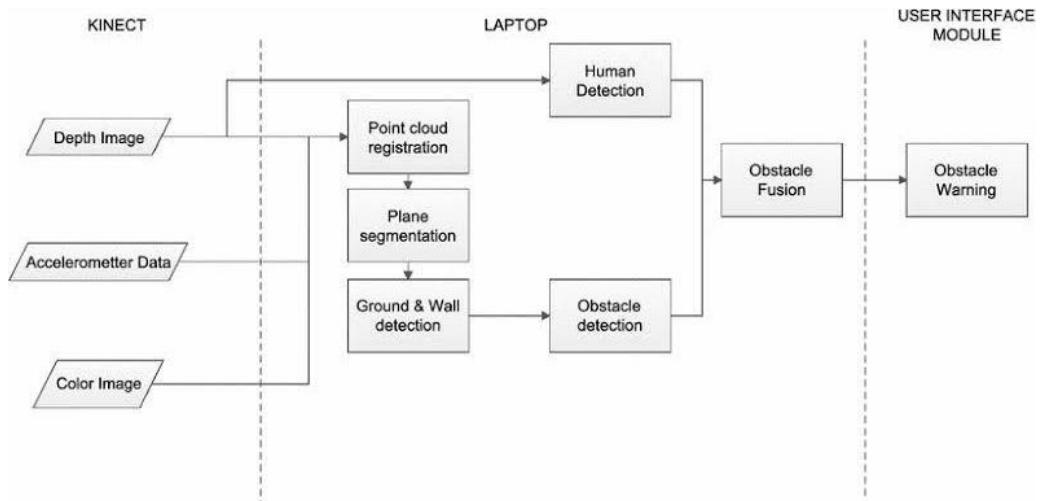 KINECT
LAPTOP
USER INTERFACE
MODULE
Human
Detection
Depth Image
Point cloud
registration
Obstacle
Fusion
Obstacle
Warning
Plane
segmentation
Accelerometter Data
Ground & Wall
detection
Obstacle
detection
Color Image